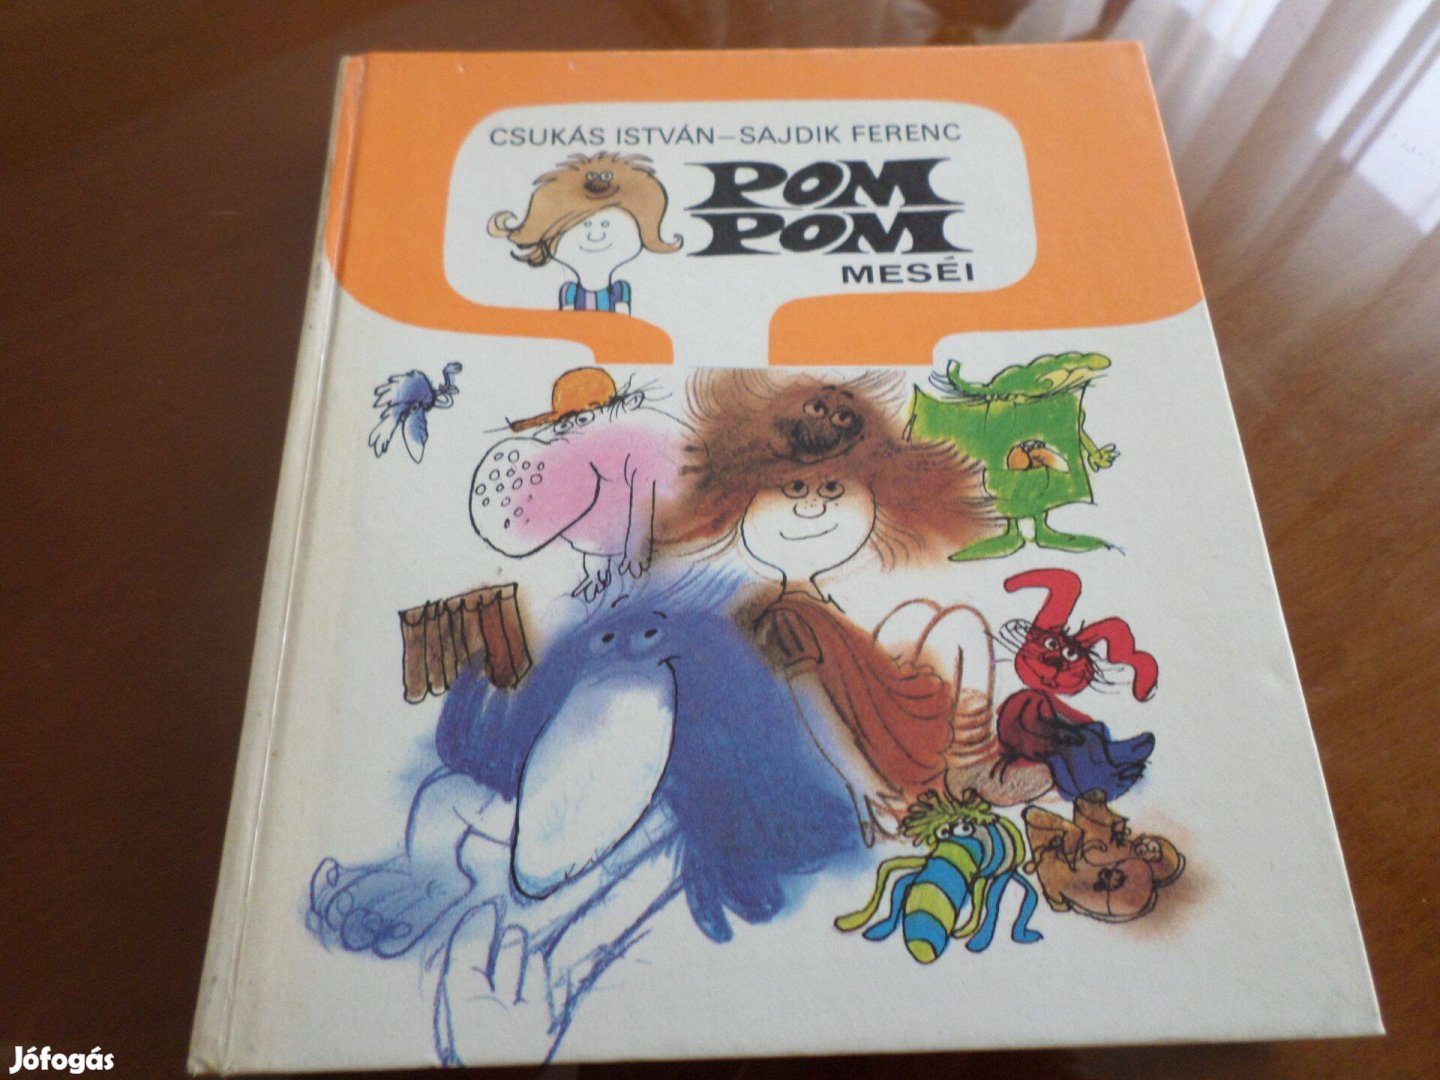 CSUKÁS ISTVÁN–SAJDIK FERENC
POM
POM
MESÉI
Jófogás